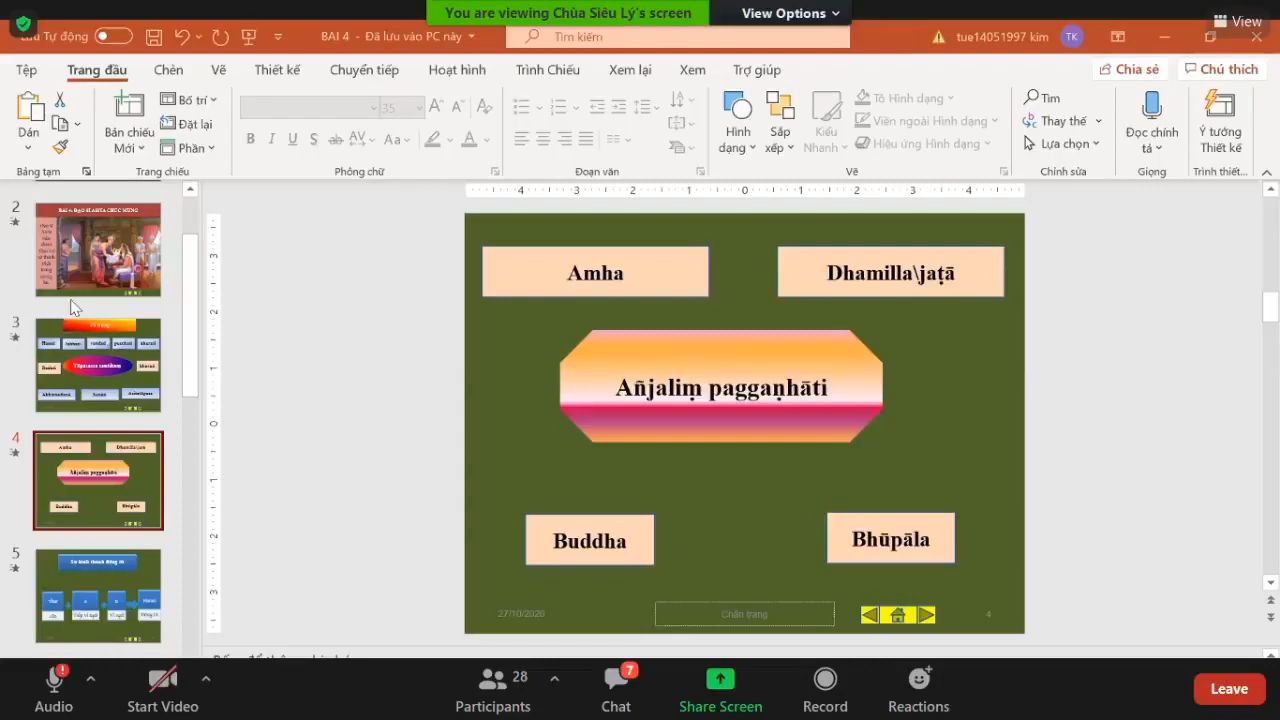 You are viewing Chùa Siêu Lý's screen
View Options
View
Lưu Tự động
BAI 4 - Đã lưu vào PC này
Tìm kiếm
tue14051997 kim
TK
Tệp
Trang đầu
Chèn
Vẽ
Thiết kế
Chuyển tiếp
Hoạt hình
Trình Chiếu
Xem lại
Xem
Trợ giúp
Chia sẻ
Chú thích
Dán
Bản chiếu
Mới
Bố trí
Đặt lại
Phần
35
Hình
dạng
Sắp
xếp
Kiểu
Nhanh
Tô Hình dạng
Viền ngoài Hình dạng
Hiệu ứng Hình dạng
Tìm
Thay thế
Lựa chọn
Đọc chính
tả
Ý tưởng
Thiết kế
Bảng tạm
Trang chiếu
Phông chữ
Đoạn văn
Vẽ
Chỉnh sửa
Giọng
Trình thiết...
2
3
4
5
Amha
Dhamilla\jaṭā
Añjaliṃ paggaṇhāti
Buddha
Bhūpāla
27/10/2020
Chân trang
4
Audio
Start Video
Participants
28
Chat
7
Share Screen
Record
Reactions
Leave